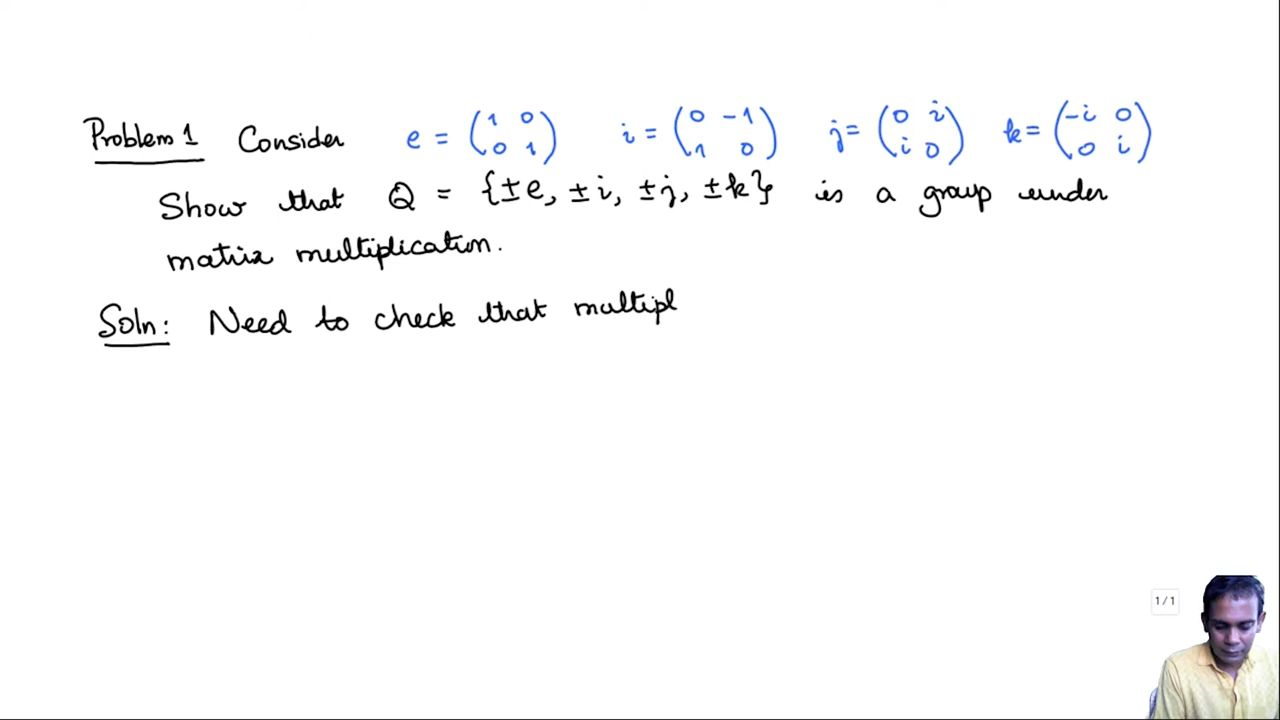 Problem 1 Consider e = (1 0 0 1) i = (0 -1 1 0) j = (0 i i 0) k = (-i 0 0 i)
Show that Q = {±e, ±i, ±j, ±k} is a group under
matrix multiplication.
Soln: Need to check that multipl
1/1